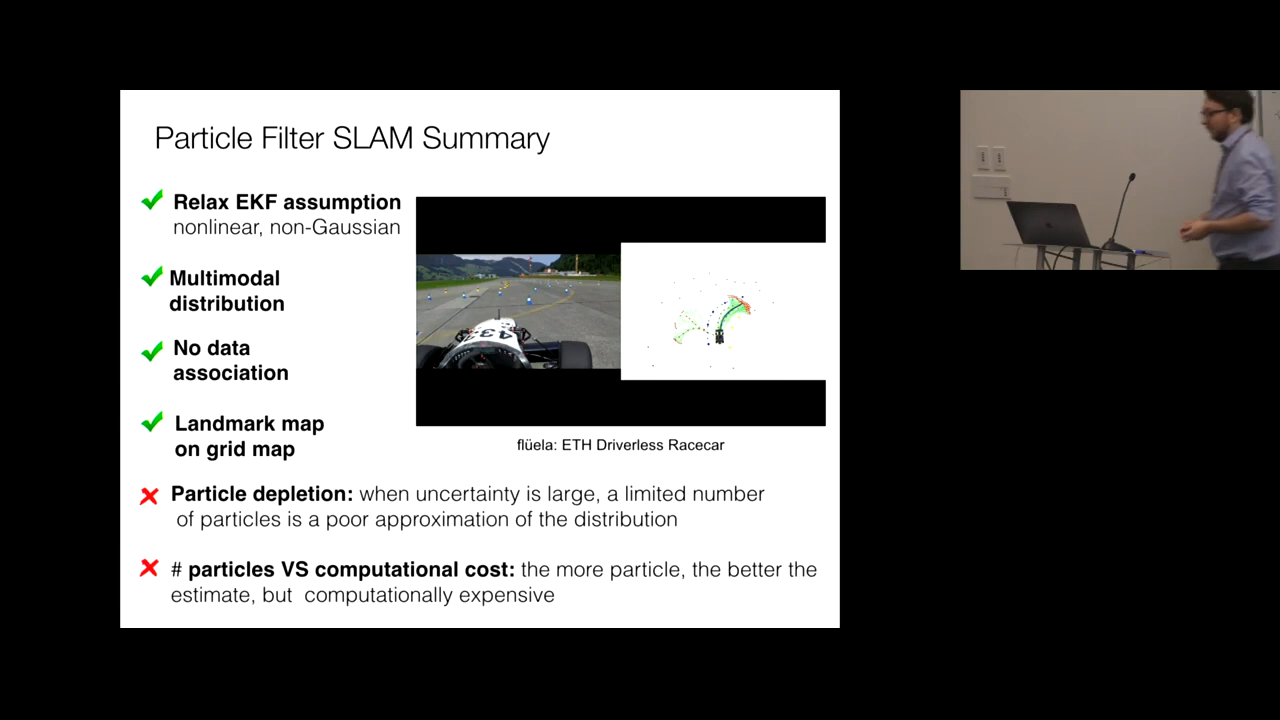 Particle Filter SLAM Summary
Relax EKF assumption
nonlinear, non-Gaussian
Multimodal
distribution
No data
association
Landmark map
on grid map
433
flüela: ETH Driverless Racecar
Particle depletion: when uncertainty is large, a limited number
of particles is a poor approximation of the distribution
# particles VS computational cost: the more particle, the better the
estimate, but computationally expensive